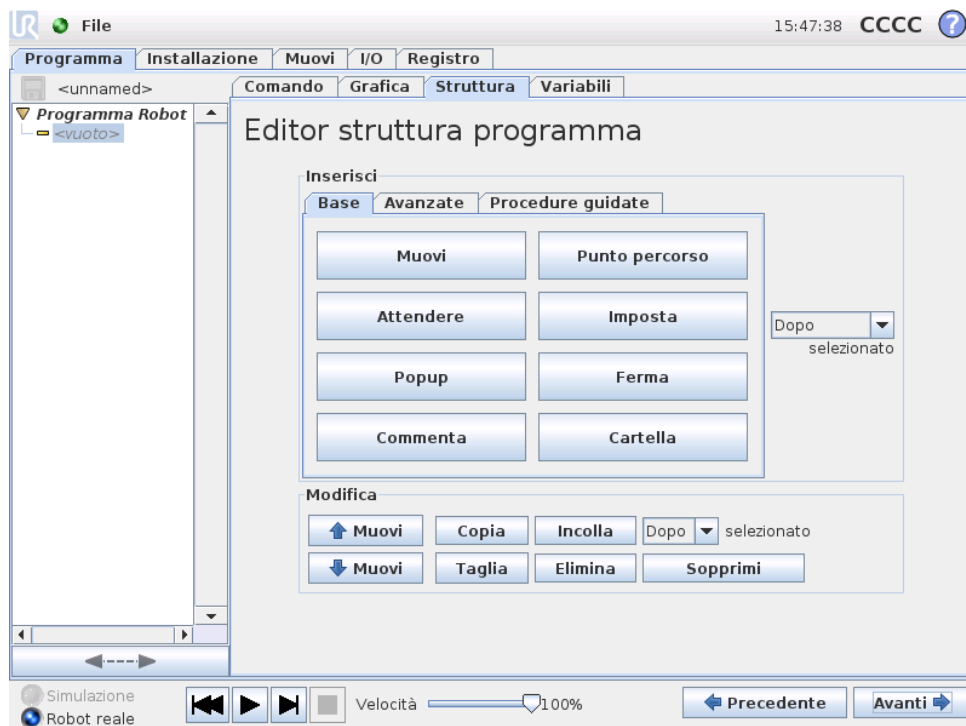 UR File 15:47:38 CCCC ?
Programma Installazione Muovi I/O Registro
<unnamed>
Comando Grafica Struttura Variabili
Programma Robot
<vuoto>
Editor struttura programma
Inserisci
Base Avanzate Procedure guidate
Muovi Punto percorso
Attendere Imposta
Dopo
selezionato
Popup Ferma
Commenta Cartella
Modifica
Muovi Copia Incolla Dopo selezionato
Muovi Taglia Elimina Sopprimi
Simulazione
Robot reale
Velocità 100%
Precedente Avanti